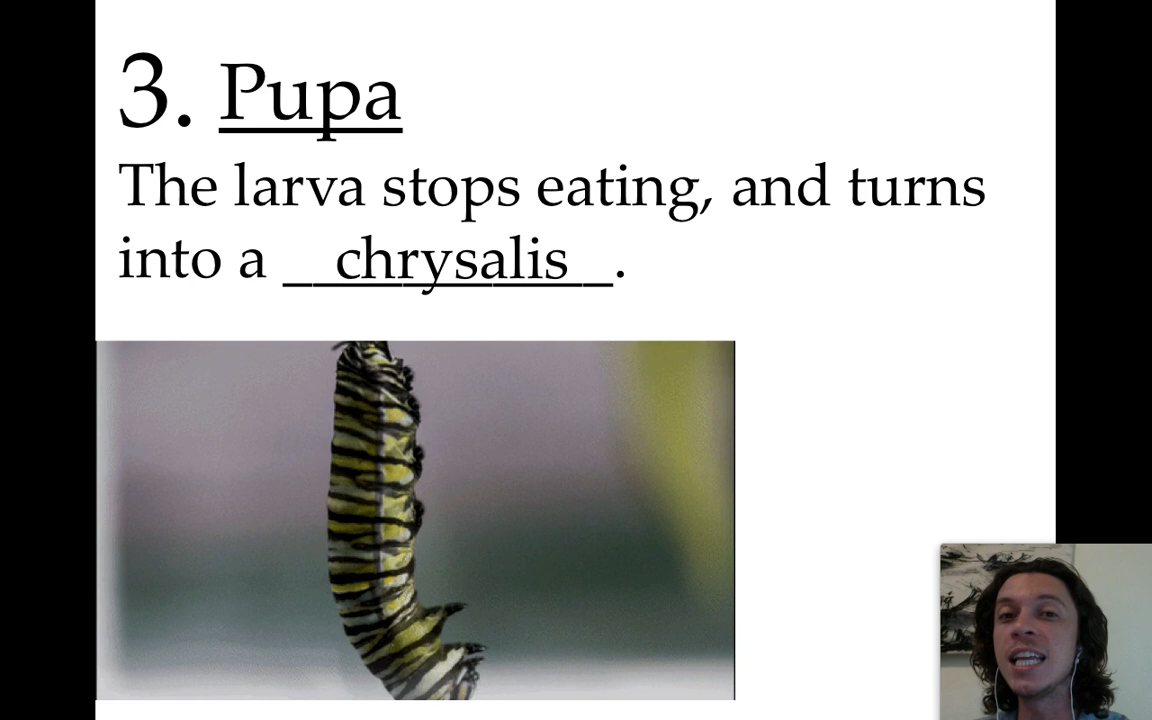 3. Pupa
The larva stops eating, and turns
into a __chrysalis__.